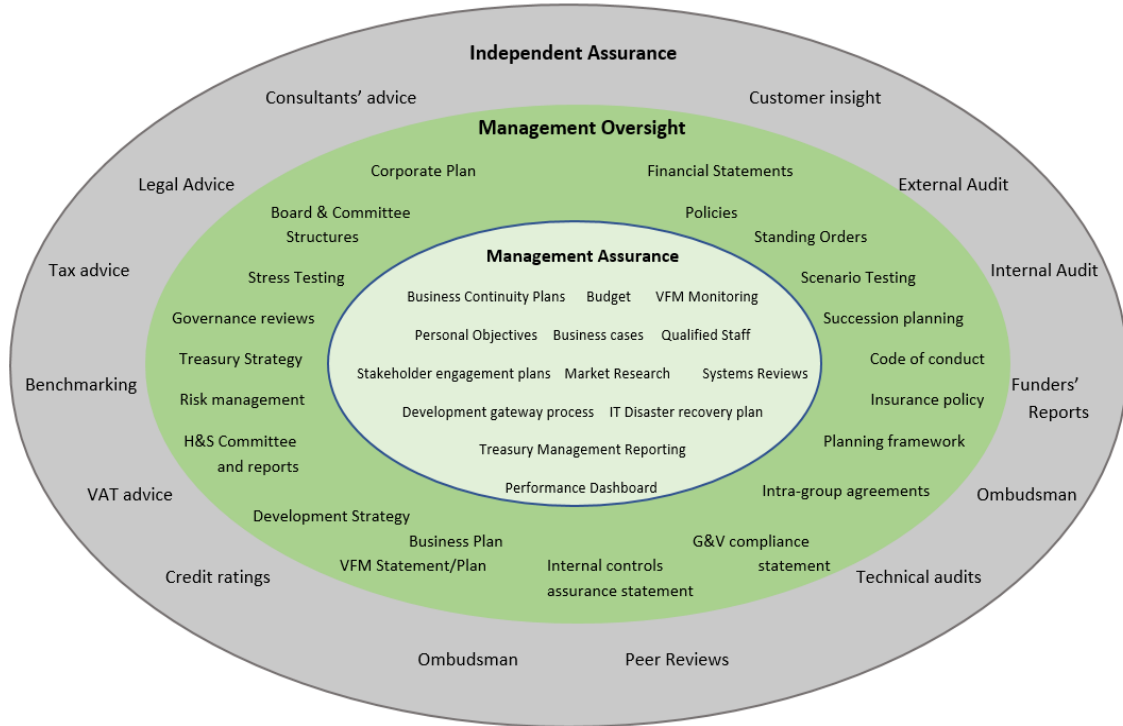 Independent Assurance
Consultants’ advice
Customer insight
Management Oversight
Corporate Plan
Financial Statements
Legal Advice
External Audit
Board & Committee
Structures
Policies
Standing Orders
Management Assurance
Tax advice
Internal Audit
Stress Testing
Scenario Testing
Business Continuity Plans
Budget
VFM Monitoring
Governance reviews
Succession planning
Personal Objectives
Business cases
Qualified Staff
Treasury Strategy
Code of conduct
Stakeholder engagement plans
Market Research
Systems Reviews
Benchmarking
Funders’
Reports
Risk management
Insurance policy
Development gateway process
IT Disaster recovery plan
H&S Committee
and reports
Planning framework
Treasury Management Reporting
Performance Dashboard
VAT advice
Intra-group agreements
Ombudsman
Development Strategy
Business Plan
VFM Statement/Plan
Internal controls
assurance statement
G&V compliance
statement
Credit ratings
Technical audits
Ombudsman
Peer Reviews